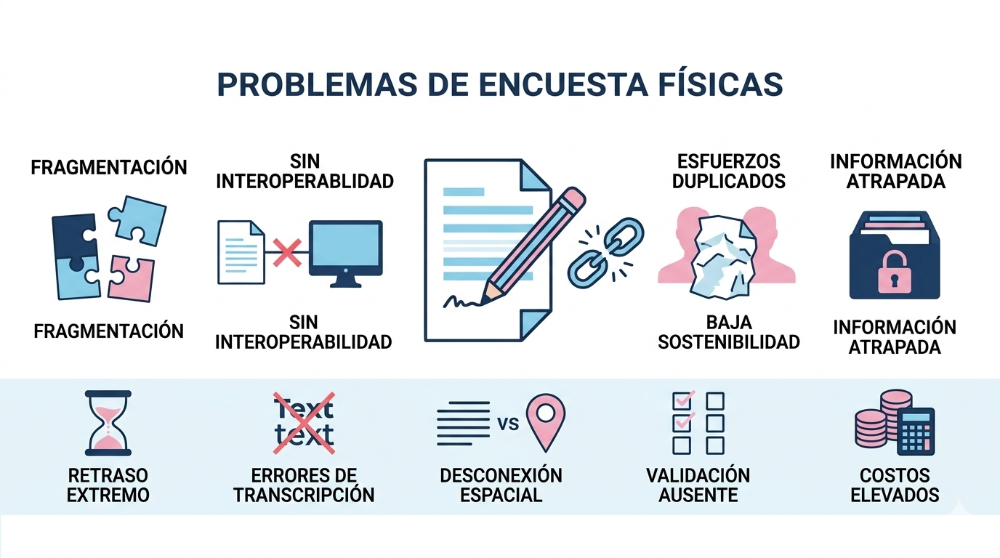 PROBLEMAS DE ENCUESTA FÍSICAS
FRAGMENTACIÓN
SIN
INTEROPERABLIDAD
ESFUERZOS
DUPLICADOS
INFORMACIÓN
ATRAPADA
FRAGMENTACIÓN
SIN
INTEROPERABILIDAD
BAJA
SOSTENIBILIDAD
INFORMACIÓN
ATRAPADA
Text
text
VS
RETRASO
EXTREMO
ERRORES DE
TRANSCRIPCIÓN
DESCONEXIÓN
ESPACIAL
VALIDACIÓN
AUSENTE
COSTOS
ELEVADOS